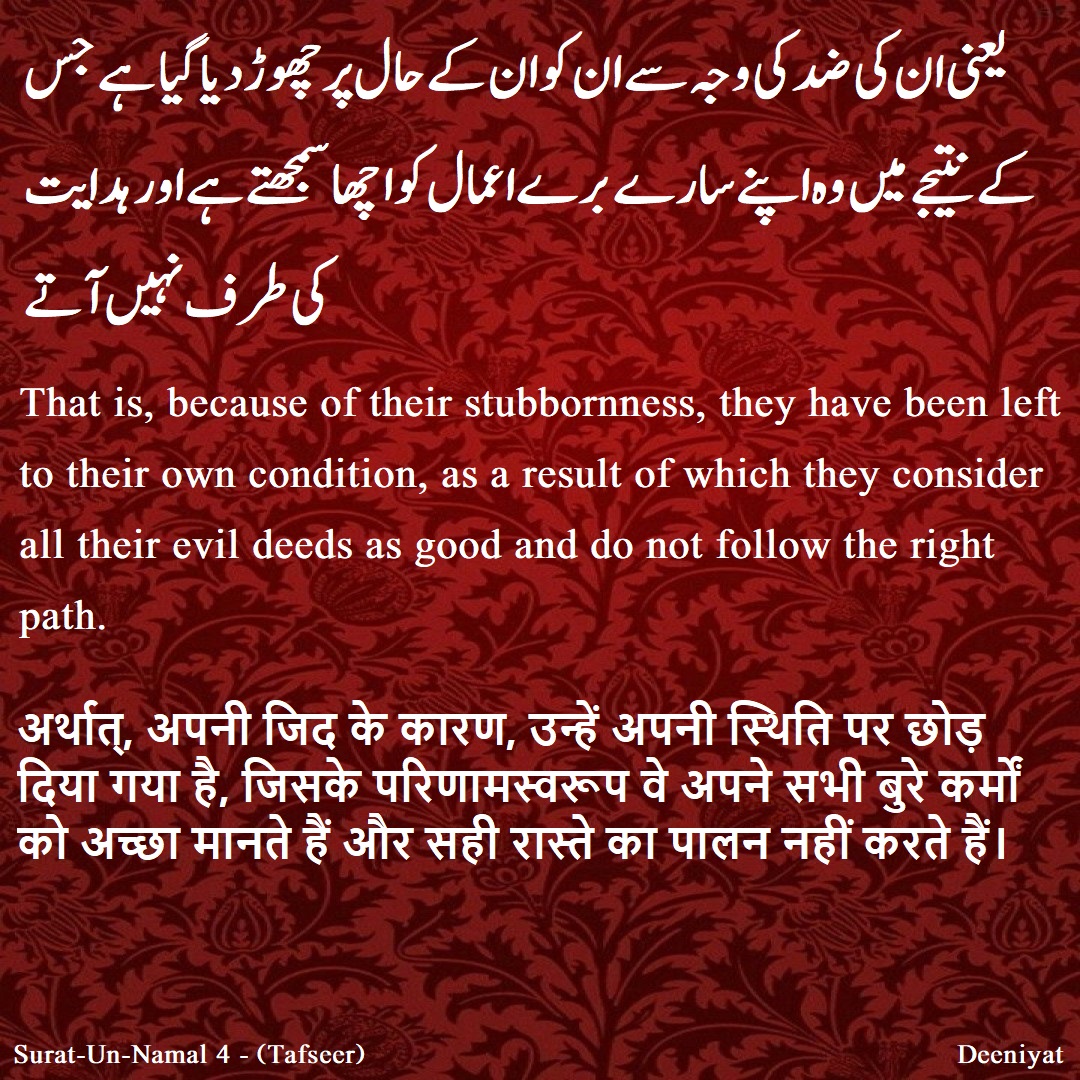 یعنی ان کی ضد کی وجہ سے ان کو ان کے حال پر چھوڑ دیا گیا ہے جس
کے نتیجے میں وہ اپنے سارے برے اعمال کو اچھا سمجھتے ہے اور ہدایت
کی طرف نہیں آتے
That is, because of their stubbornness, they have been left
to their own condition, as a result of which they consider
all their evil deeds as good and do not follow the right
path.
अर्थात्, अपनी जिद के कारण, उन्हें अपनी स्थिति पर छोड़
दिया गया है, जिसके परिणामस्वरूप वे अपने सभी बुरे कर्मों
को अच्छा मानते हैं और सही रास्ते का पालन नहीं करते हैं।
Surat-Un-Namal 4 - (Tafseer)
Deeniyat